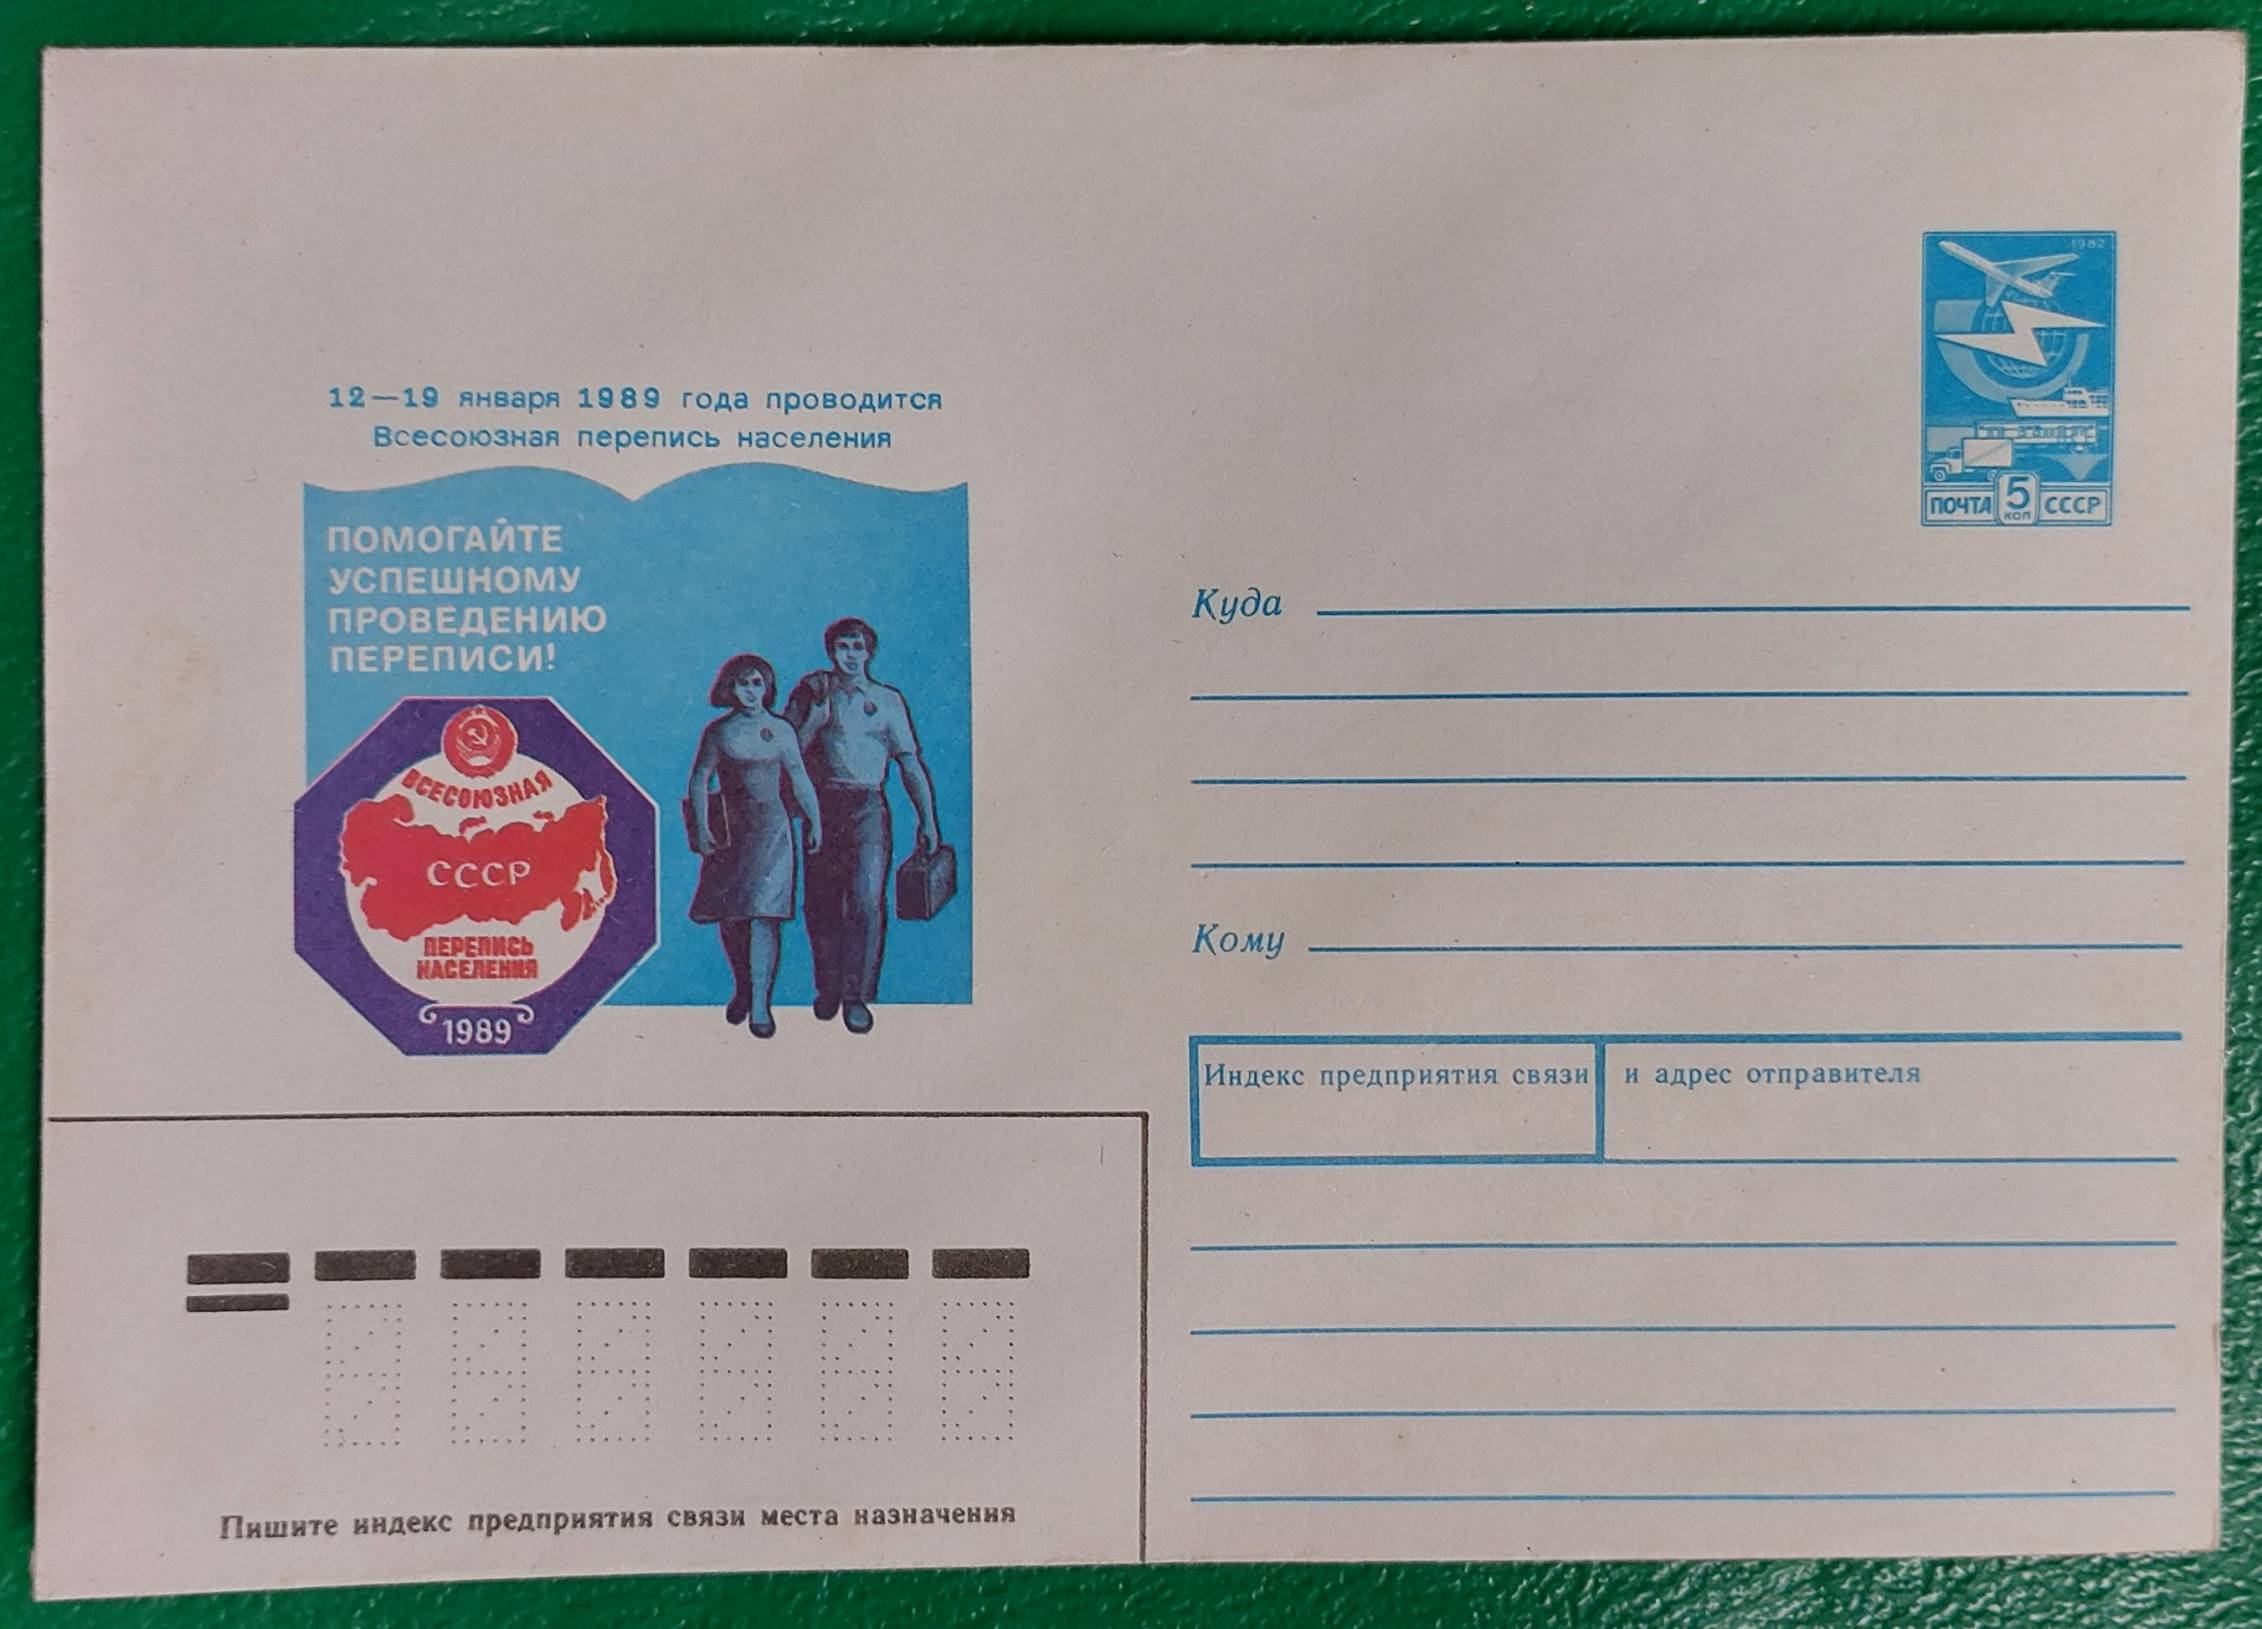 12—19 января 1989 года проводится
Всесоюзная перепись населения
ПОМОГАЙТЕ
УСПЕШНОМУ
ПРОВЕДЕНИЮ
ПЕРЕПИСИ!
ВСЕСОЮЗНАЯ
СССР
ПЕРЕПИСЬ
НАСЕЛЕНИЯ
1989
1982
ПОЧТА 5 КОП СССР
Куда
Кому
Индекс предприятия связи и адрес отправителя
Пишите индекс предприятия связи места назначения